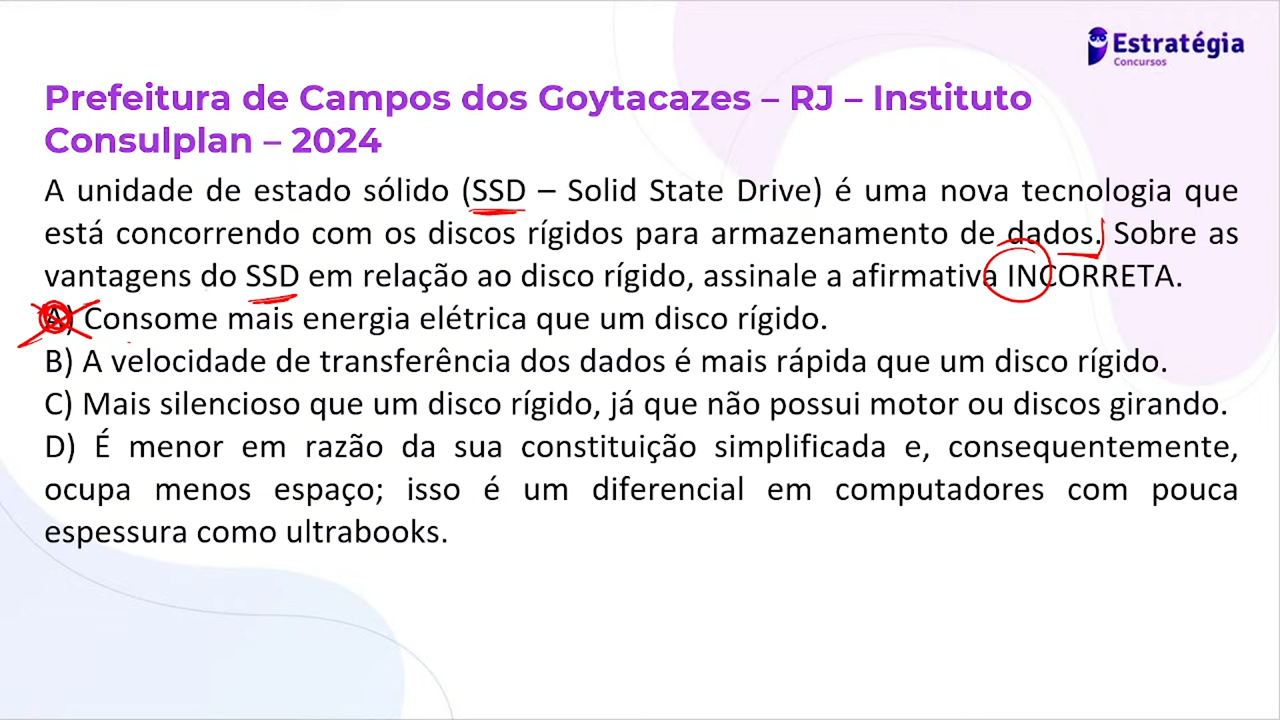 Estratégia
Concursos
Prefeitura de Campos dos Goytacazes – RJ – Instituto
Consulplan – 2024
A unidade de estado sólido (SSD – Solid State Drive) é uma nova tecnologia que
está concorrendo com os discos rígidos para armazenamento de dados. Sobre as
vantagens do SSD em relação ao disco rígido, assinale a afirmativa INCORRETA.
A) Consome mais energia elétrica que um disco rígido.
B) A velocidade de transferência dos dados é mais rápida que um disco rígido.
C) Mais silencioso que um disco rígido, já que não possui motor ou discos girando.
D) É menor em razão da sua constituição simplificada e, consequentemente,
ocupa menos espaço; isso é um diferencial em computadores com pouca
espessura como ultrabooks.